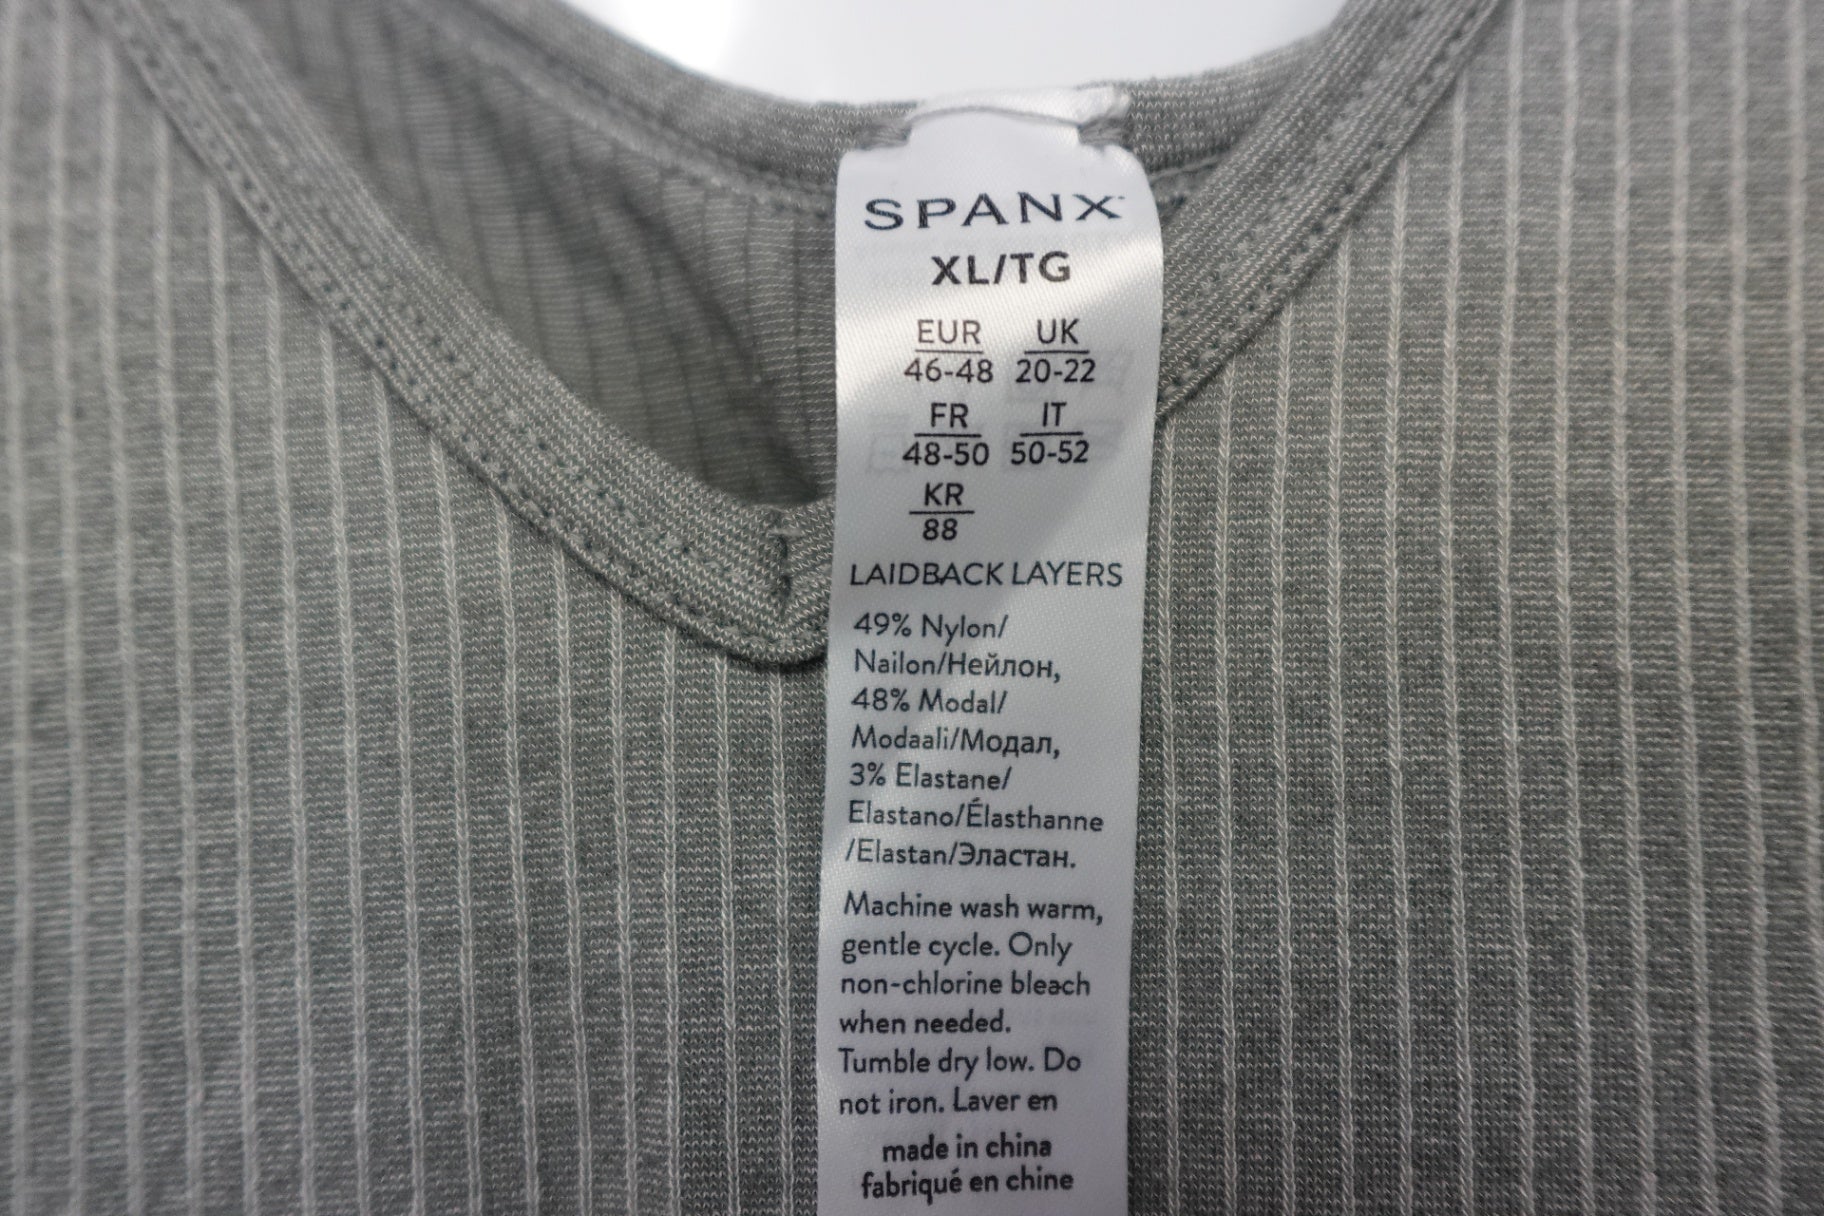 SPANX
XL/TG
EUR UK
46-48 20-22
FR IT
48-50 50-52
KR
88
LAIDBACK LAYERS
49% Nylon/
Nailon/Нейлон,
48% Modal/
Modaali/Модал,
3% Elastane/
Elastano/Élasthanne
/Elastan/Эластан.
Machine wash warm,
gentle cycle. Only
non-chlorine bleach
when needed.
Tumble dry low. Do
not iron. Laver en
made in china
fabriqué en chine